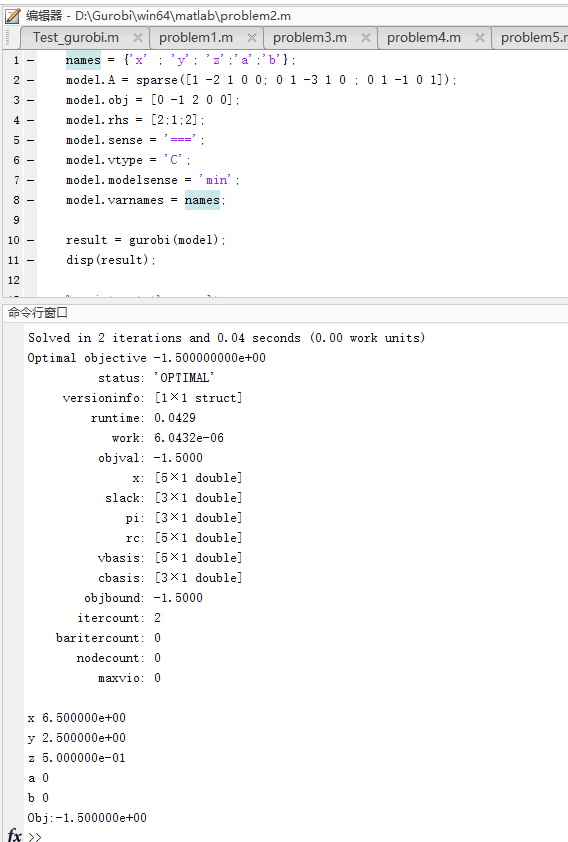 编辑器 - D:\Gurobi\win64\matlab\problem2.m
Test_gurobi.m × problem1.m × problem3.m × problem4.m × problem5.m
1 — names = {'x' ; 'y'; 'z';'a';'b'};
2 — model.A = sparse([1 -2 1 0 0; 0 1 -3 1 0 ; 0 1 -1 0 1]);
3 — model.obj = [0 -1 2 0 0];
4 — model.rhs = [2;1;2];
5 — model.sense = '===';
6 — model.vtype = 'C';
7 — model.modelsense = 'min';
8 — model.varnames = names;
9
10 — result = gurobi(model);
11 — disp(result);
12
命令行窗口
Solved in 2 iterations and 0.04 seconds (0.00 work units)
Optimal objective -1.500000000e+00
status: 'OPTIMAL'
versioninfo: [1×1 struct]
runtime: 0.0429
work: 6.0432e-06
objval: -1.5000
x: [5×1 double]
slack: [3×1 double]
pi: [3×1 double]
rc: [5×1 double]
vbasis: [5×1 double]
cbasis: [3×1 double]
objbound: -1.5000
itercount: 2
baritercount: 0
nodecount: 0
maxvio: 0
x 6.500000e+00
y 2.500000e+00
z 5.000000e-01
a 0
b 0
Obj:-1.500000e+00
fx >>